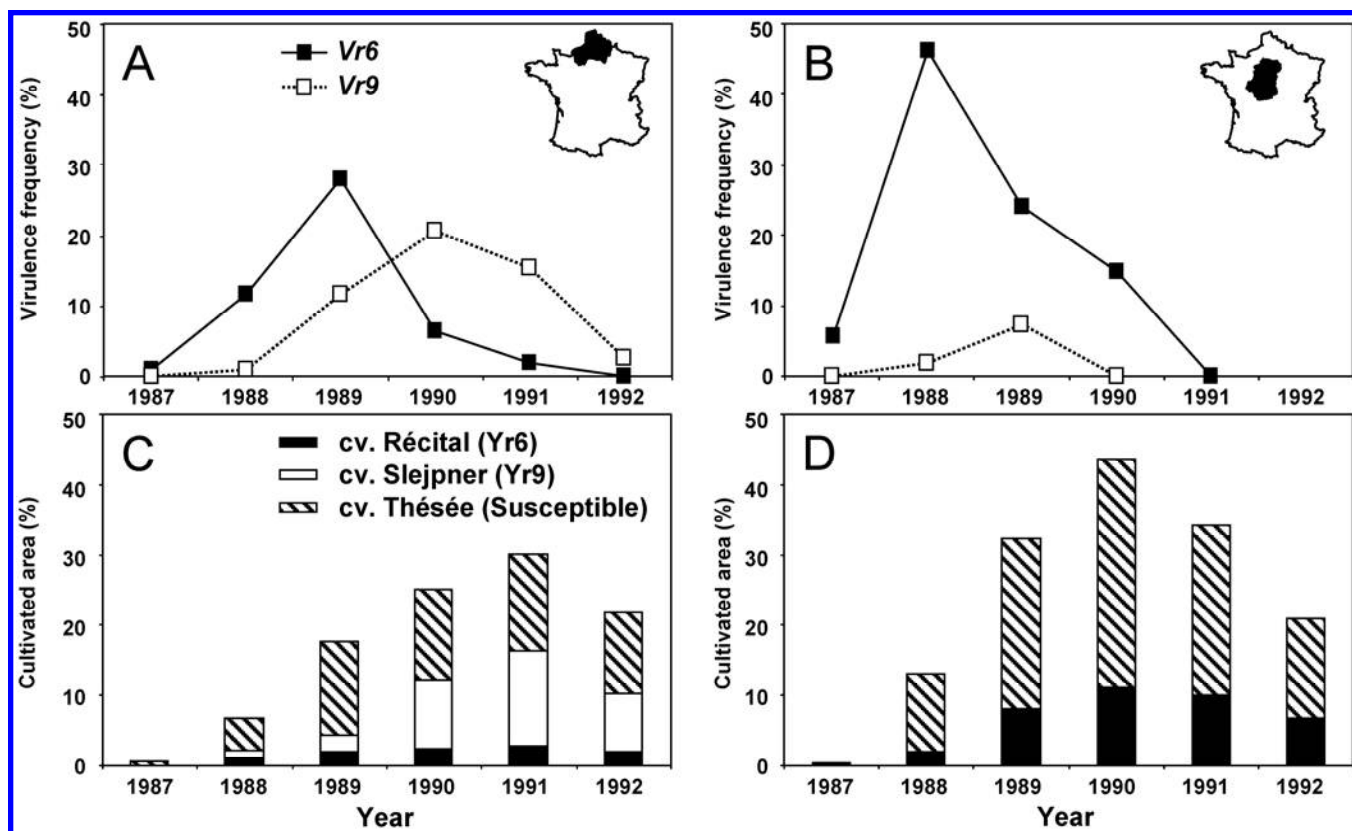 A
Vr6
Vr9
Virulence frequency (%)
50
40
30
20
10
0
1987 1988 1989 1990 1991 1992
B
Virulence frequency (%)
50
40
30
20
10
0
1987 1988 1989 1990 1991 1992
C
cv. Récital (Yr6)
cv. Slejpner (Yr9)
cv. Thésée (Susceptible)
Cultivated area (%)
50
40
30
20
10
0
1987 1988 1989 1990 1991 1992
Year
D
Cultivated area (%)
50
40
30
20
10
0
1987 1988 1989 1990 1991 1992
Year